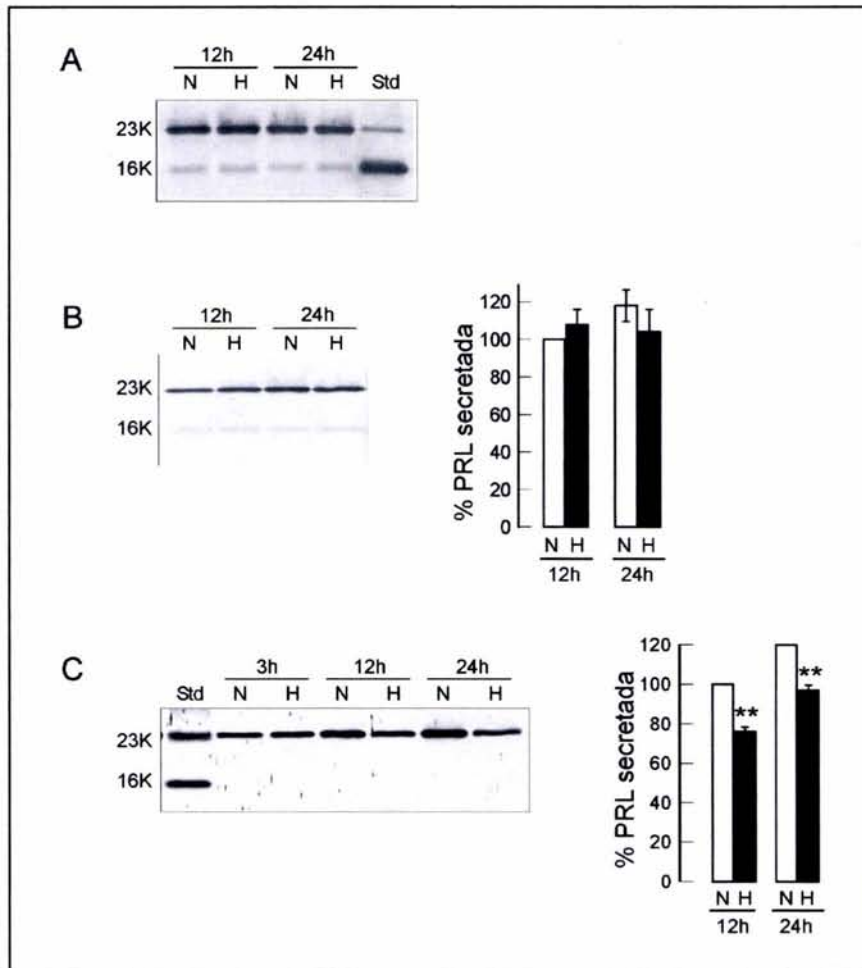 A
12h 24h
N H N H Std
23K
16K
B
12h 24h
N H N H
23K
16K
% PRL secretada
120
100
80
60
40
20
0
N H N H
12h 24h
C
3h 12h 24h
Std N H N H N H
23K
16K
% PRL secretada
120
100
80
60
40
20
0
** **
N H N H
12h 24h